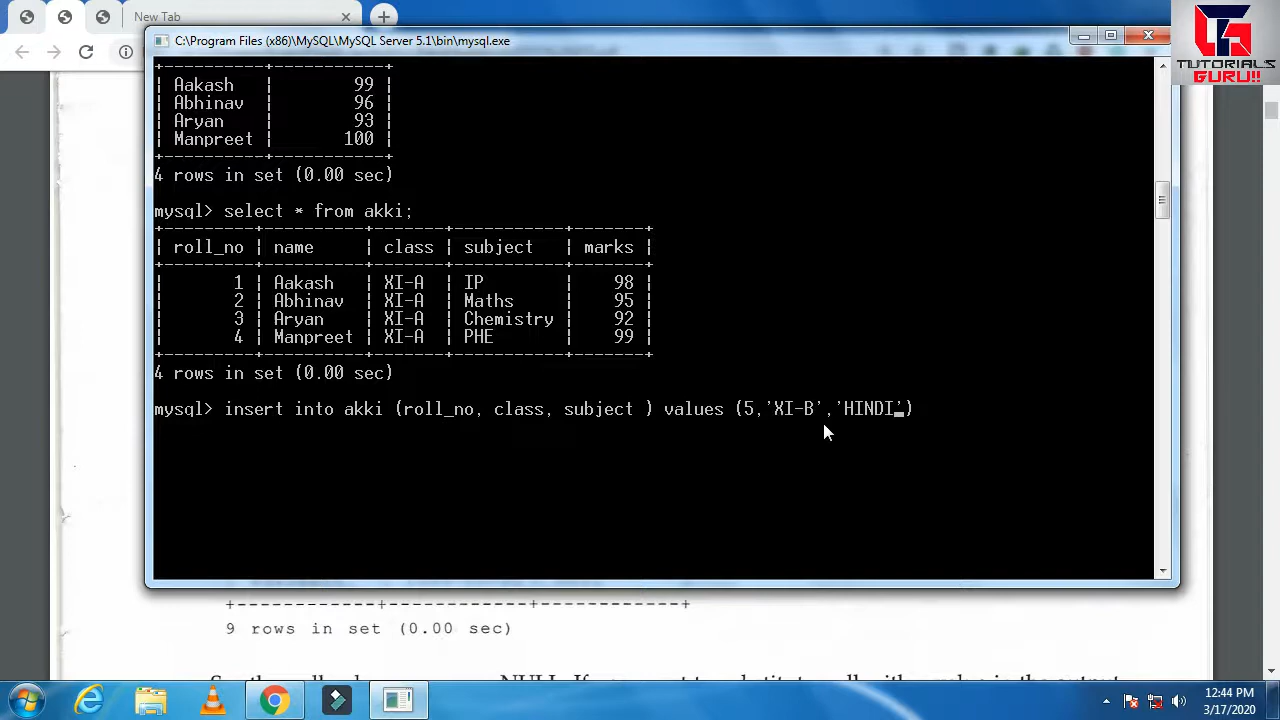 New Tab
C:\Program Files (x86)\MySQL\MySQL Server 5.1\bin\mysql.exe
TUTORIALS
GURU!!
+----------+-----------+
| Aakash | 99 |
| Abhinav | 96 |
| Aryan | 93 |
| Manpreet | 100 |
+----------+-----------+
4 rows in set (0.00 sec)
mysql> select * from akki;
+---------+----------+-------+-----------+-------+
| roll_no | name | class | subject | marks |
+---------+----------+-------+-----------+-------+
| 1 | Aakash | XI-A | IP | 98 |
| 2 | Abhinav | XI-A | Maths | 95 |
| 3 | Aryan | XI-A | Chemistry | 92 |
| 4 | Manpreet | XI-A | PHE | 99 |
+---------+----------+-------+-----------+-------+
4 rows in set (0.00 sec)
mysql> insert into akki (roll_no, class, subject ) values (5,'XI-B','HINDI')
+------------+------------+------------+
9 rows in set (0.00 sec)
12:44 PM
3/17/2020